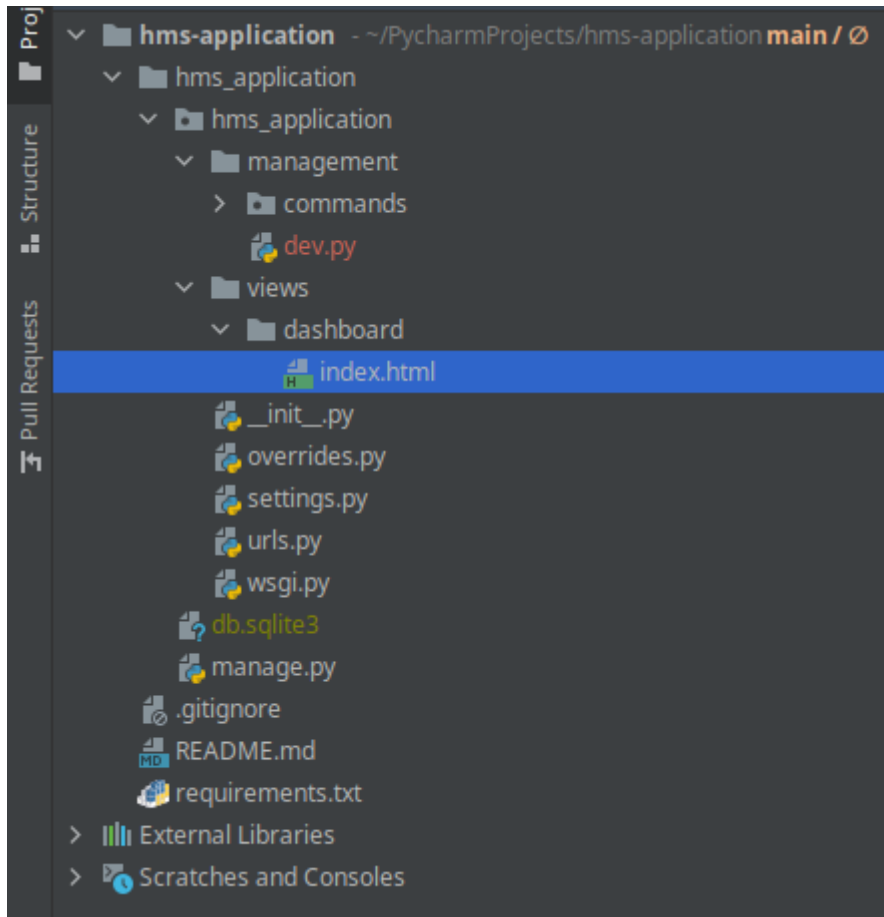 Proj
Structure
Pull Requests
hms-application - ~/PycharmProjects/hms-application main / ∅
hms_application
hms_application
management
commands
dev.py
views
dashboard
H index.html
__init__.py
overrides.py
settings.py
urls.py
wsgi.py
? db.sqlite3
manage.py
.gitignore
MD README.md
requirements.txt
External Libraries
Scratches and Consoles